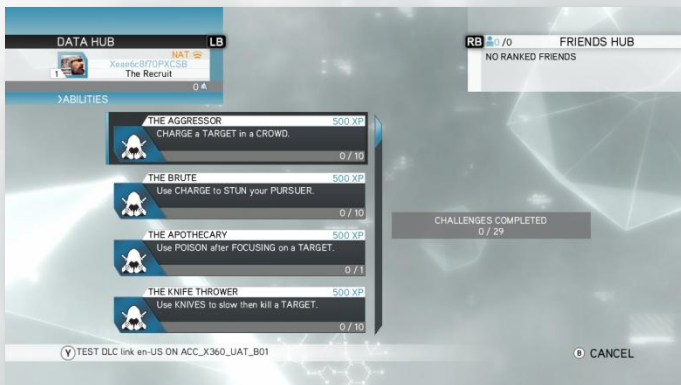 DATA HUB LB
NAT
Xeae6c8f70PXCSB
1 The Recruit
0
RB 0 /0 FRIENDS HUB
NO RANKED FRIENDS
>ABILITIES
THE AGGRESSOR 500 XP
CHARGE a TARGET in a CROWD.
0 / 10
THE BRUTE 500 XP
Use CHARGE to STUN your PURSUER.
0 / 10
THE APOTHECARY 500 XP
Use POISON after FOCUSING on a TARGET.
0 / 1
THE KNIFE THROWER 500 XP
Use KNIVES to slow then kill a TARGET.
0 / 10
CHALLENGES COMPLETED
0 / 29
Y TEST DLC link en-US ON ACC_X360_UAT_B01
B CANCEL